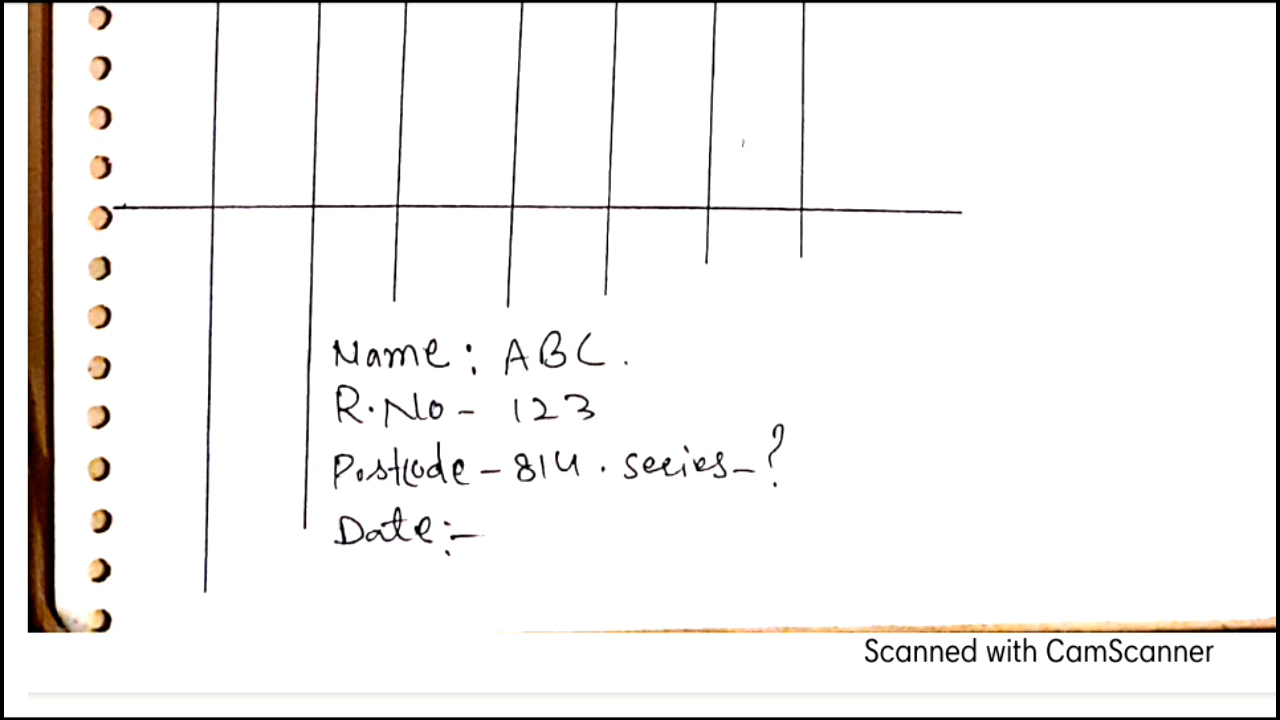 Name: ABC.
R.No - 123
Postcode - 814. series - ?
Date:-
Scanned with CamScanner